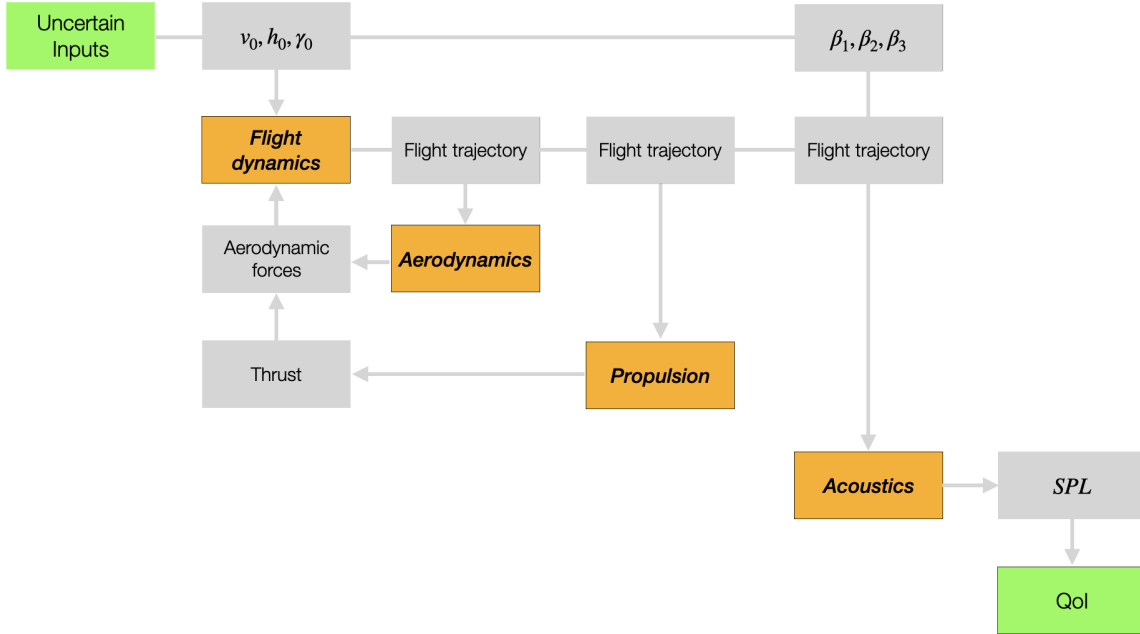 Uncertain
Inputs
v₀, h₀, γ₀
β₁, β₂, β₃
Flight
dynamics
Flight trajectory
Flight trajectory
Flight trajectory
Aerodynamic
forces
Aerodynamics
Thrust
Propulsion
Acoustics
SPL
QoI